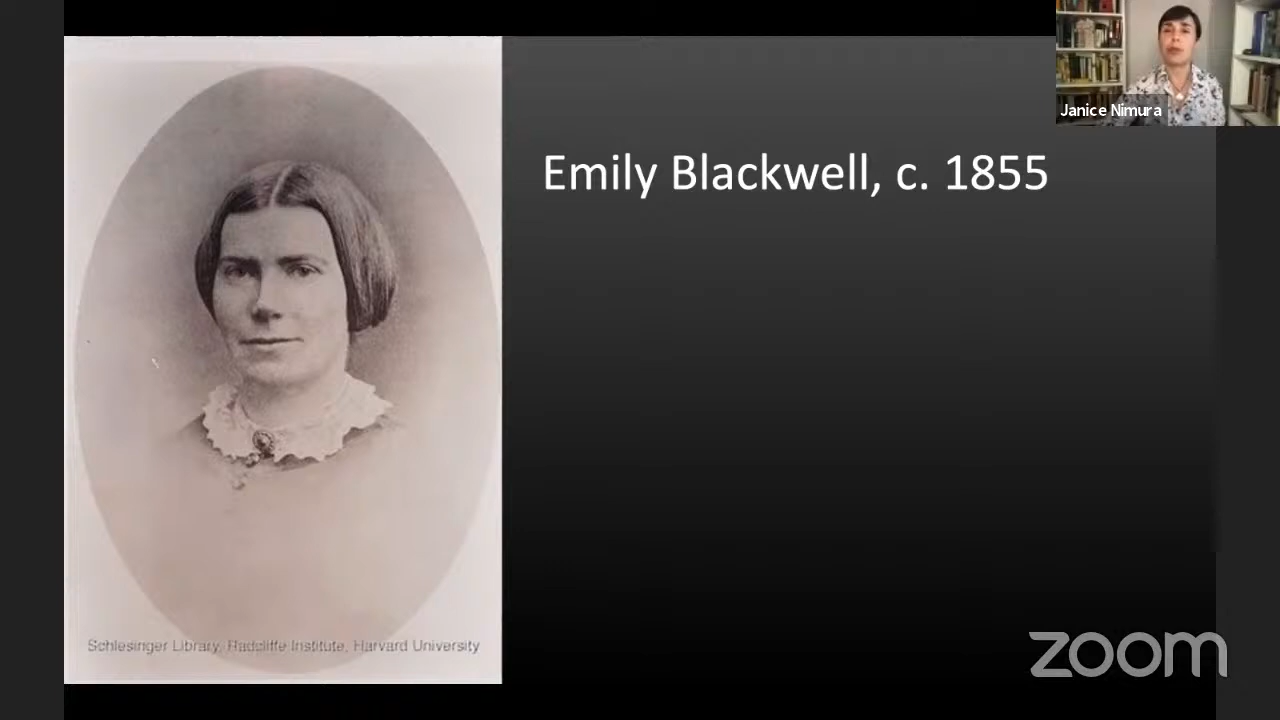 Janice Nimura
Emily Blackwell, c. 1855
Schlesinger Library, Radcliffe Institute, Harvard University
zoom